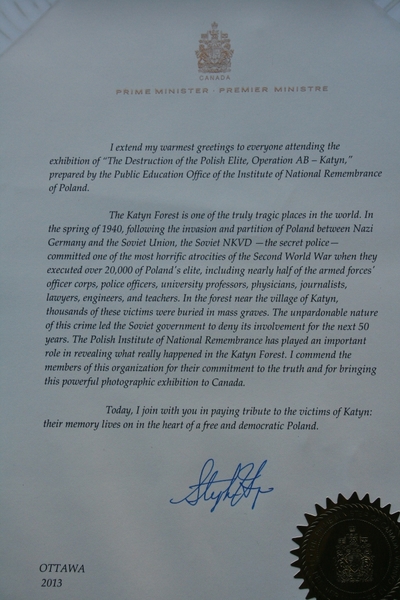 CANADA
PRIME MINISTER · PREMIER MINISTRE
I extend my warmest greetings to everyone attending the
exhibition of "The Destruction of the Polish Elite, Operation AB – Katyn,"
prepared by the Public Education Office of the Institute of National Remembrance
of Poland.
The Katyn Forest is one of the truly tragic places in the world. In
the spring of 1940, following the invasion and partition of Poland between Nazi
Germany and the Soviet Union, the Soviet NKVD —the secret police—
committed one of the most horrific atrocities of the Second World War when they
executed over 20,000 of Poland's elite, including nearly half of the armed forces'
officer corps, police officers, university professors, physicians, journalists,
lawyers, engineers, and teachers. In the forest near the village of Katyn,
thousands of these victims were buried in mass graves. The unpardonable nature
of this crime led the Soviet government to deny its involvement for the next 50
years. The Polish Institute of National Remembrance has played an important
role in revealing what really happened in the Katyn Forest. I commend the
members of this organization for their commitment to the truth and for bringing
this powerful photographic exhibition to Canada.
Today, I join with you in paying tribute to the victims of Katyn:
their memory lives on in the heart of a free and democratic Poland.
OTTAWA
2013